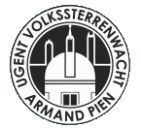 UGENT VOLKSSTERRENWACHT
ARMAND PIEN